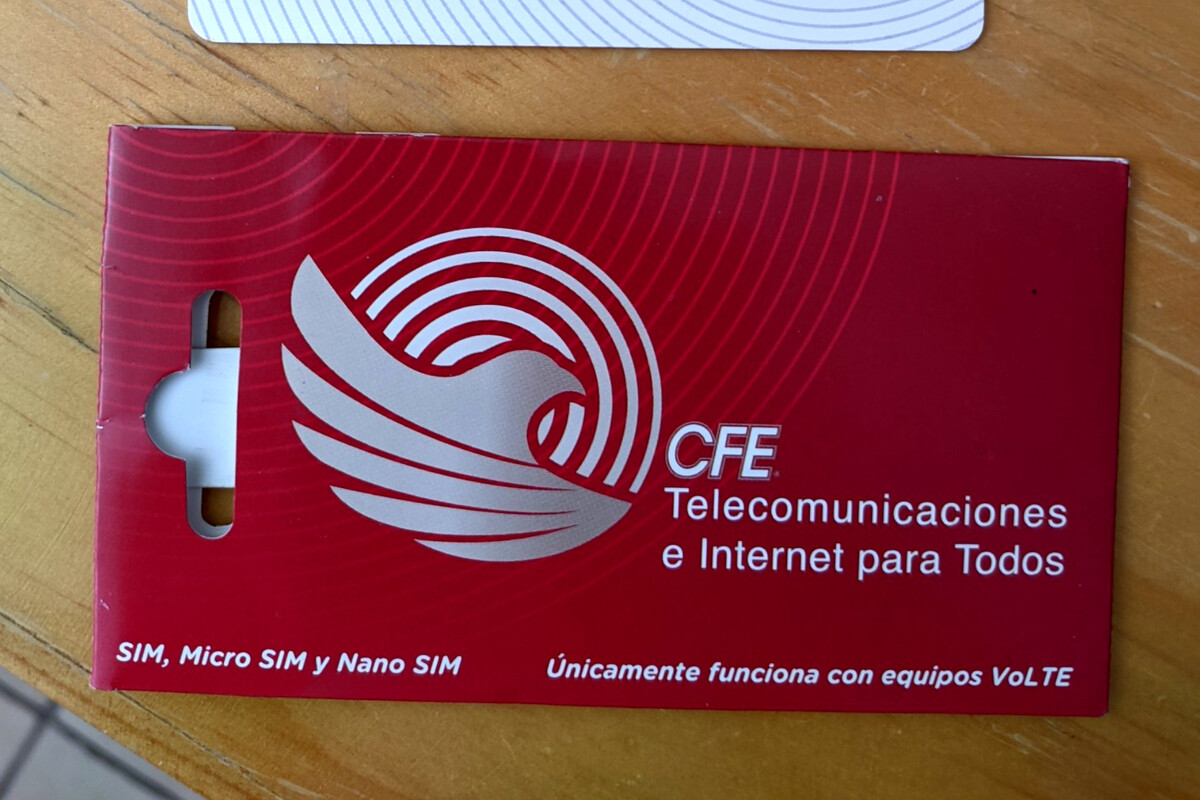 CFE
Telecomunicaciones
e Internet para Todos
SIM, Micro SIM y Nano SIM
Únicamente funciona con equipos VoLTE